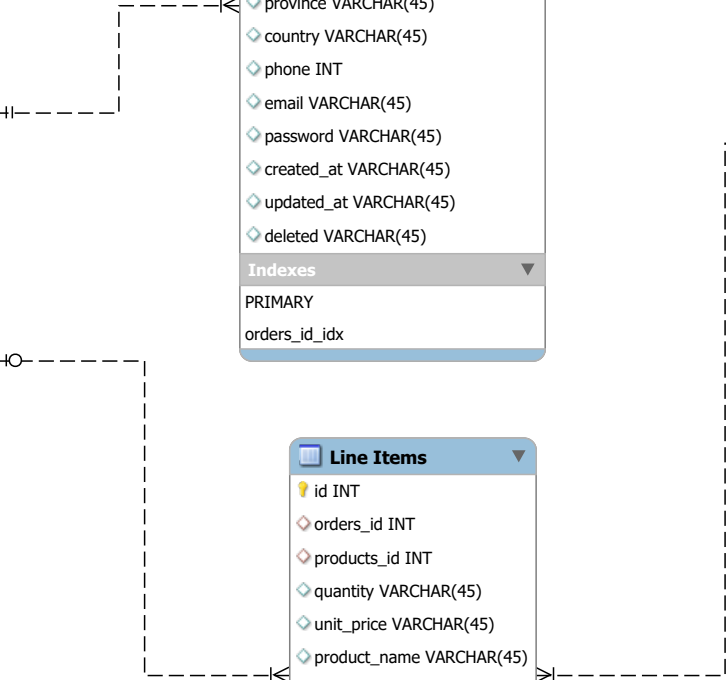 province VARCHAR(45)
country VARCHAR(45)
phone INT
email VARCHAR(45)
password VARCHAR(45)
created_at VARCHAR(45)
updated_at VARCHAR(45)
deleted VARCHAR(45)
Indexes
PRIMARY
orders_id_idx
Line Items
id INT
orders_id INT
products_id INT
quantity VARCHAR(45)
unit_price VARCHAR(45)
product_name VARCHAR(45)